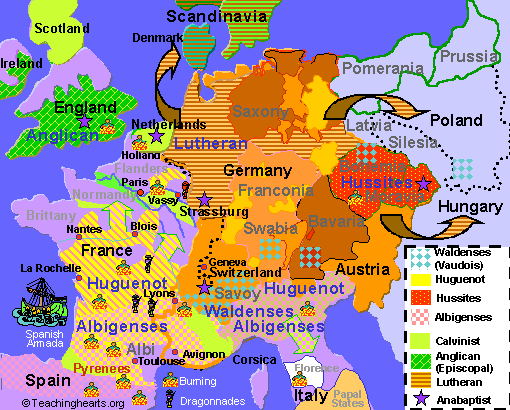 Scandinavia
Scotland
Denmark
Ireland
Prussia
Pomerania
England
Saxony
Anglican
Netherlands
Latvia
Poland
Lutheran
Silesia
Holland
Flanders
Germany
Bohemia
Paris
Hussites
Normandy
Vassy
Franconia
Strassburg
Hungary
Brittany
Nantes
Blois
Swabia
Bavaria
France
Geneva
Switzerland
Austria
La Rochelle
Huguenot
Lyons
Savoy
Huguenot
Waldenses
Spanish
Armada
Albigenses
Albigenses
Albi
Avignon
Corsica
Florence
Toulouse
Pyrenees
Spain
Italy
Papal
States
Burning
Dragonnades
©Teachinghearts.org
Waldenses
(Vaudois)
Huguenot
Hussites
Albigenses
Calvinist
Anglican
(Episcopal)
Lutheran
Anabaptist